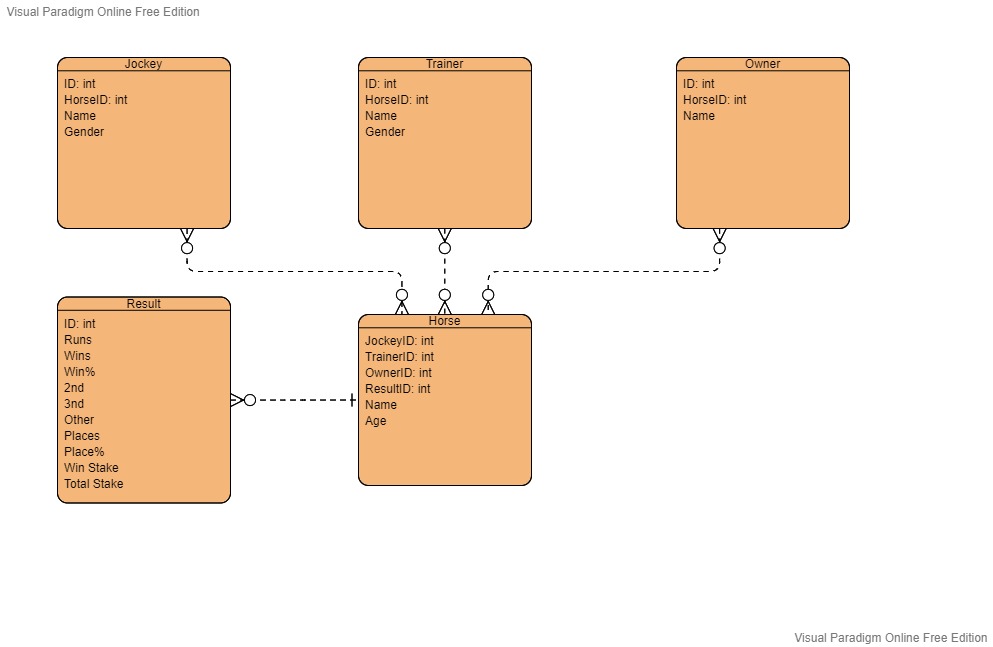 Visual Paradigm Online Free Edition
Jockey
ID: int
HorseID: int
Name
Gender
Trainer
ID: int
HorseID: int
Name
Gender
Owner
ID: int
HorseID: int
Name
Result
ID: int
Runs
Wins
Win%
2nd
3nd
Other
Places
Place%
Win Stake
Total Stake
Horse
JockeyID: int
TrainerID: int
OwnerID: int
ResultID: int
Name
Age
Visual Paradigm Online Free Edition